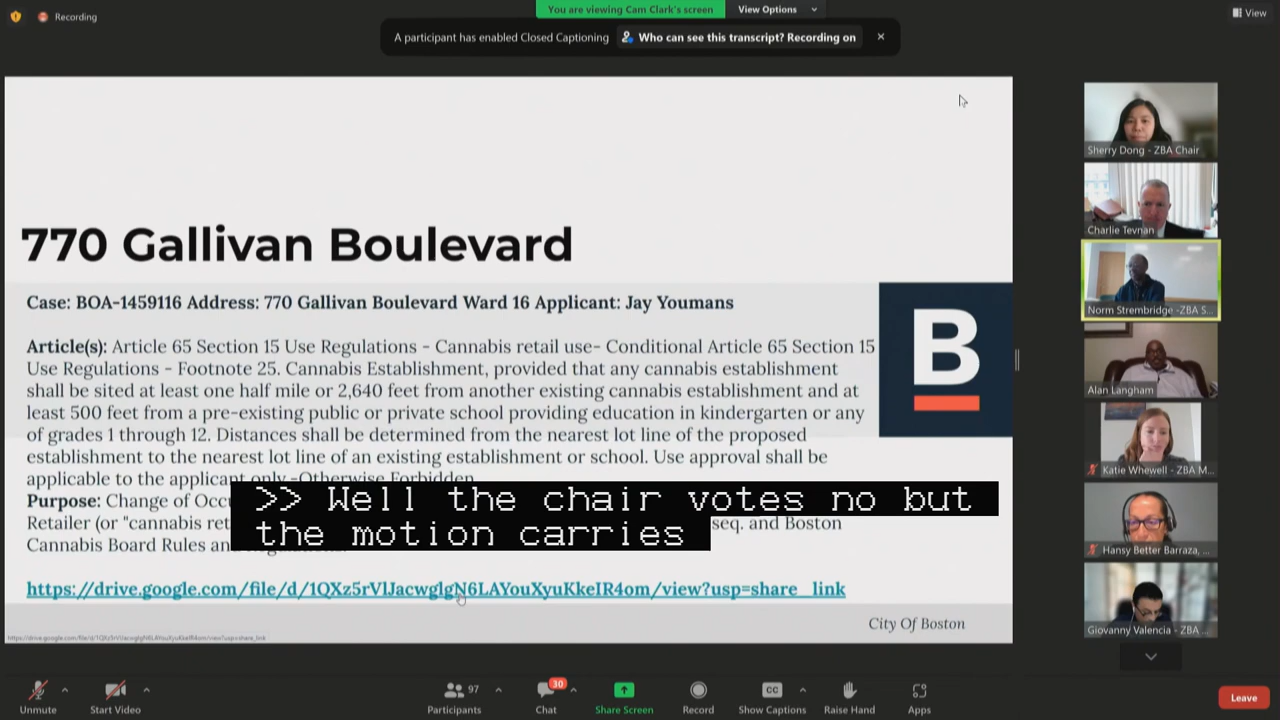 Recording
You are viewing Cam Clark's screen
View Options
View
A participant has enabled Closed Captioning
Who can see this transcript? Recording on
770 Gallivan Boulevard
Case: BOA-1459116 Address: 770 Gallivan Boulevard Ward 16 Applicant: Jay Youmans
Article(s): Article 65 Section 15 Use Regulations - Cannabis retail use- Conditional Article 65 Section 15
Use Regulations - Footnote 25. Cannabis Establishment, provided that any cannabis establishment
shall be sited at least one half mile or 2,640 feet from another existing cannabis establishment and at
least 500 feet from a pre-existing public or private school providing education in kindergarten or any
of grades 1 through 12. Distances shall be determined from the nearest lot line of the proposed
establishment to the nearest lot line of an existing establishment or school. Use approval shall be
applicable to the applicant only -Otherwise Forbidden
Purpose: Change of
Retailer (or "cannabis seq. and Boston
Cannabis Board Rules
>> Well the chair votes no but
the motion carries
https://drive.google.com/file/d/1QXz5rVlJacwglgN6LAYouXyuKkeIR4om/view?usp=share_link
B
City Of Boston
Sherry Dong - ZBA Chair
Charlie Tevnan
Norm Strembridge -ZBA S...
Alan Langham
Katie Whewell - ZBA M...
Hansy Better Barraza, ...
Giovanny Valencia - ZBA ...
Unmute
Start Video
97
Participants
30
Chat
Share Screen
Record
CC
Show Captions
Raise Hand
Apps
Leave